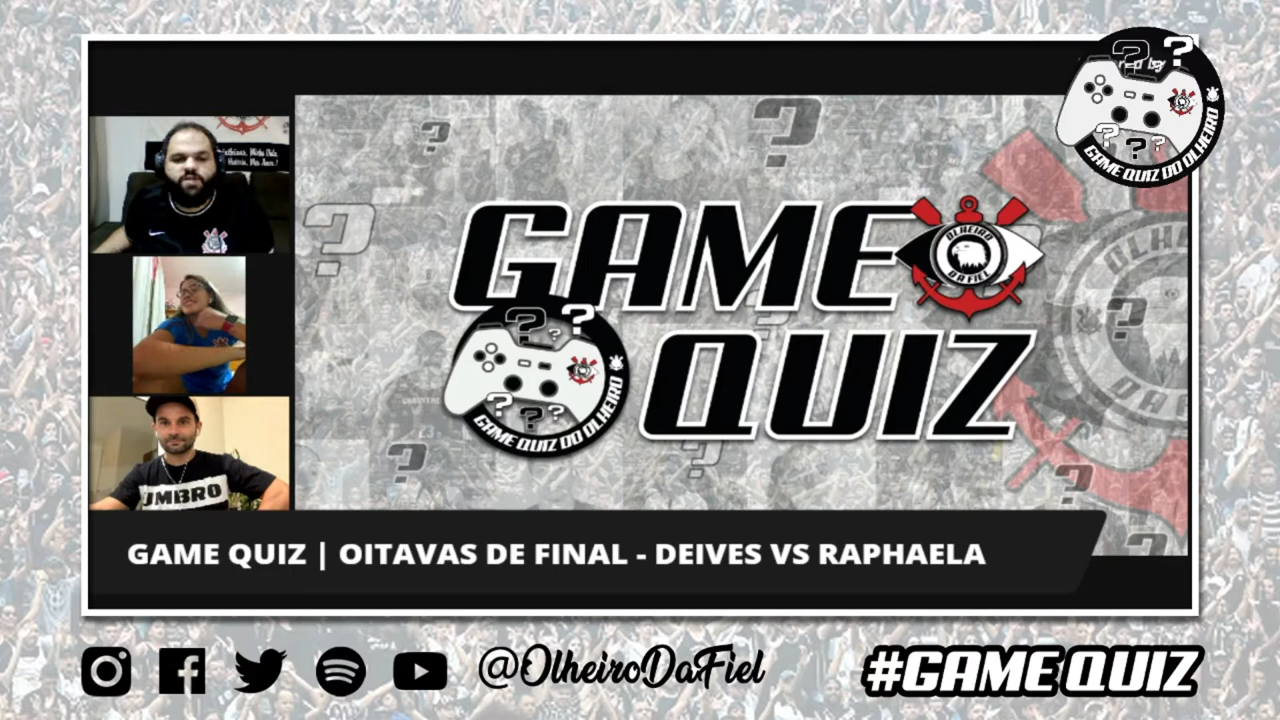 GAME
QUIZ
OLHEIRO
DA FIEL
GAME QUIZ DO OLHEIRO
GAME QUIZ DO OLHEIRO
UMBRO
GAME QUIZ | OITAVAS DE FINAL - DEIVES VS RAPHAELA
@OlheiroDaFiel
#GAME QUIZ